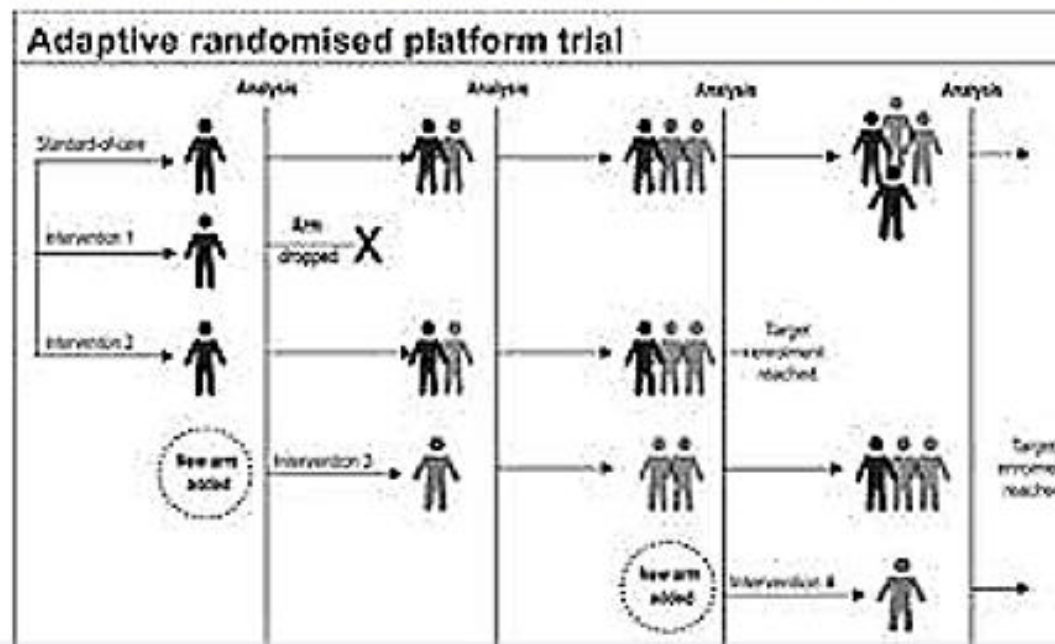 Adaptive randomised platform trial
Analysis
Analysis
Analysis
Analysis
Standard-of-care
Intervention 1
Arm
dropped
X
Intervention 2
Target
enrolment
reached
New arm
added
Intervention 3
Target
enrolment
reached
New arm
added
Intervention 4